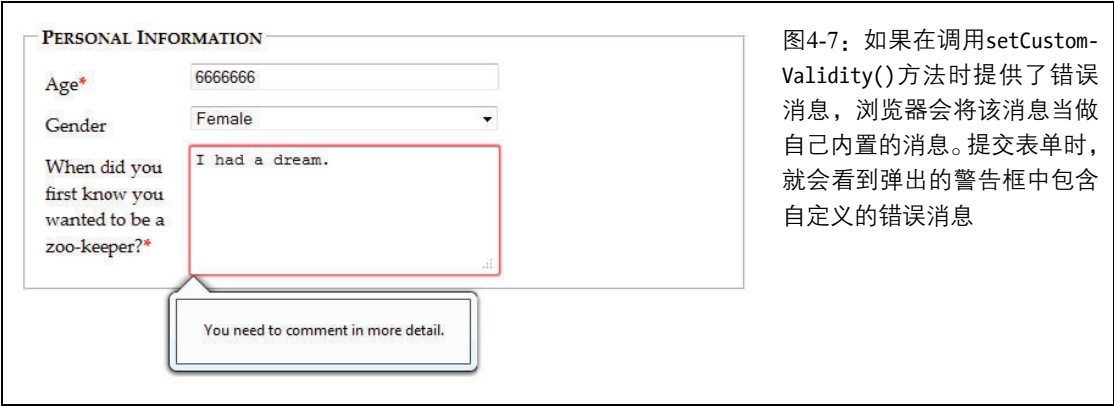 PERSONAL INFORMATION
Age*
6666666
Gender
Female
When did you
first know you
wanted to be a
zoo-keeper?*
I had a dream.
You need to comment in more detail.
图4-7：如果在调用setCustom-
Validity()方法时提供了错误
消息，浏览器会将该消息当做
自己内置的消息。提交表单时，
就会看到弹出的警告框中包含
自定义的错误消息